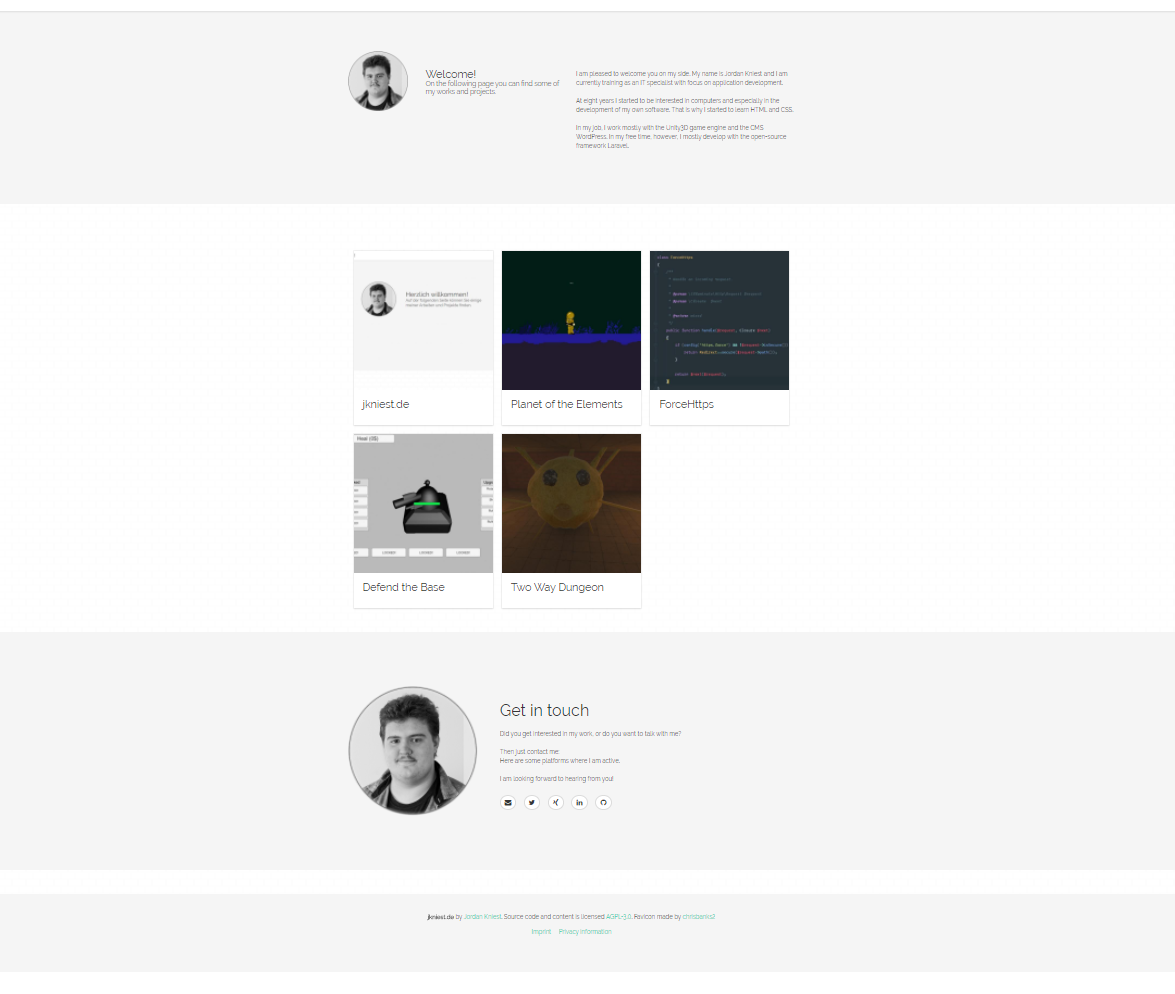 Welcome!
On the following page you can find some of
my works and projects.
I am pleased to welcome you on my side. My name is Jordan Kniest and I am
currently training as an IT specialist with focus on application development.
At eight years I started to be interested in computers and especially in the
development of my own software. That is why I started to learn HTML and CSS.
In my job, I work mostly with the Unity3D game engine and the CMS
WordPress. In my free time, however, I mostly develop with the open-source
framework Laravel.
Herzlich willkommen!
jkniest.de
Planet of the Elements
ForceHttps
Defend the Base
Two Way Dungeon
Get in touch
Did you get interested in my work, or do you want to talk with me?
Then just contact me:
Here are some platforms where I am active.
I am looking forward to hearing from you!
jkniest.de by Jordan Kniest. Source code and content is licensed AGPL-3.0. Favicon made by chrisbanks2
Imprint Privacy information